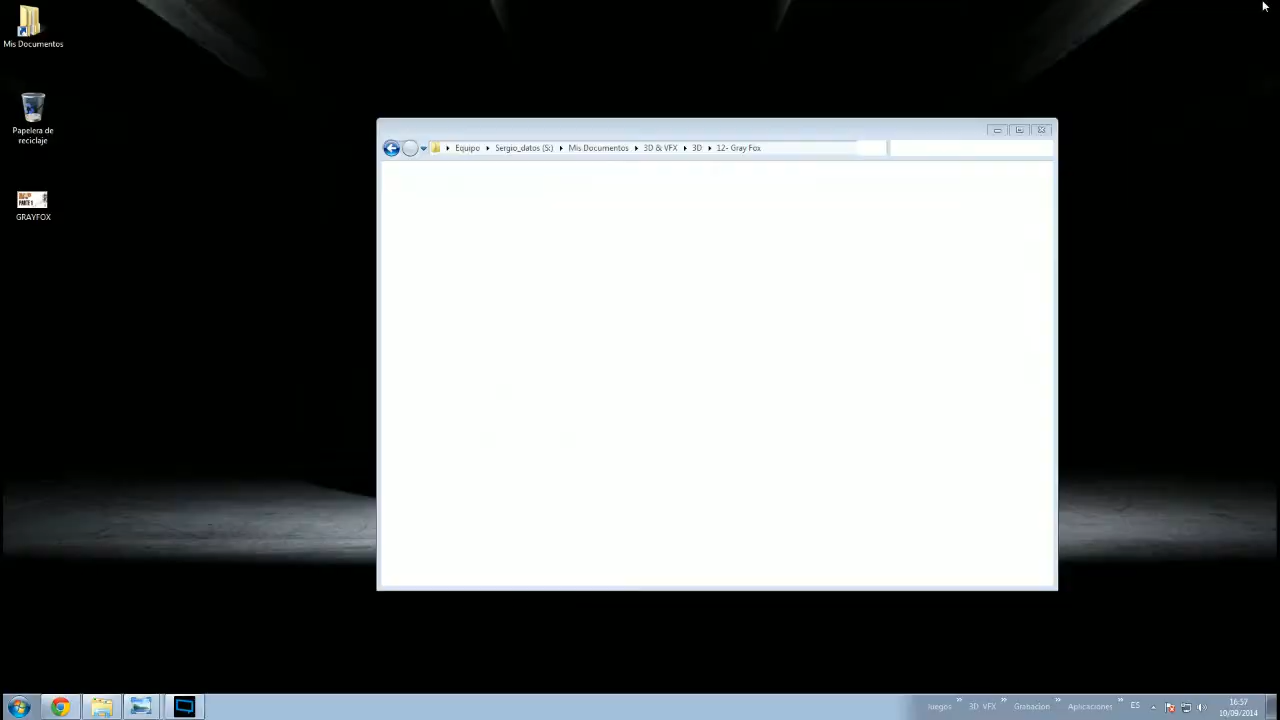 Mis Documentos
Papelera de
reciclaje
GRAYFOX
Equipo
Sergio_datos (S:)
Mis Documentos
3D & VFX
3D
12- Gray Fox
Juegos
3D_VFX
Grabacion
Aplicaciones
ES
16:57
10/09/2014